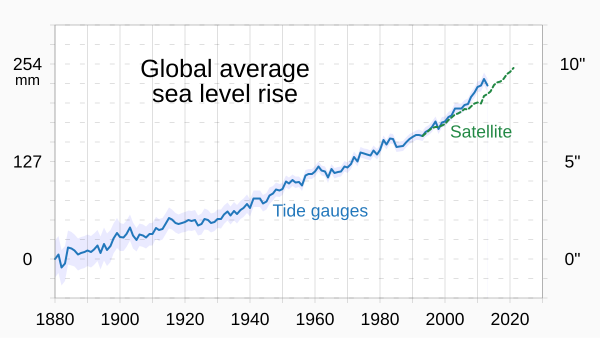 Global average
sea level rise
254
mm
127
0
10"
5"
0"
Satellite
Tide gauges
1880 1900 1920 1940 1960 1980 2000 2020